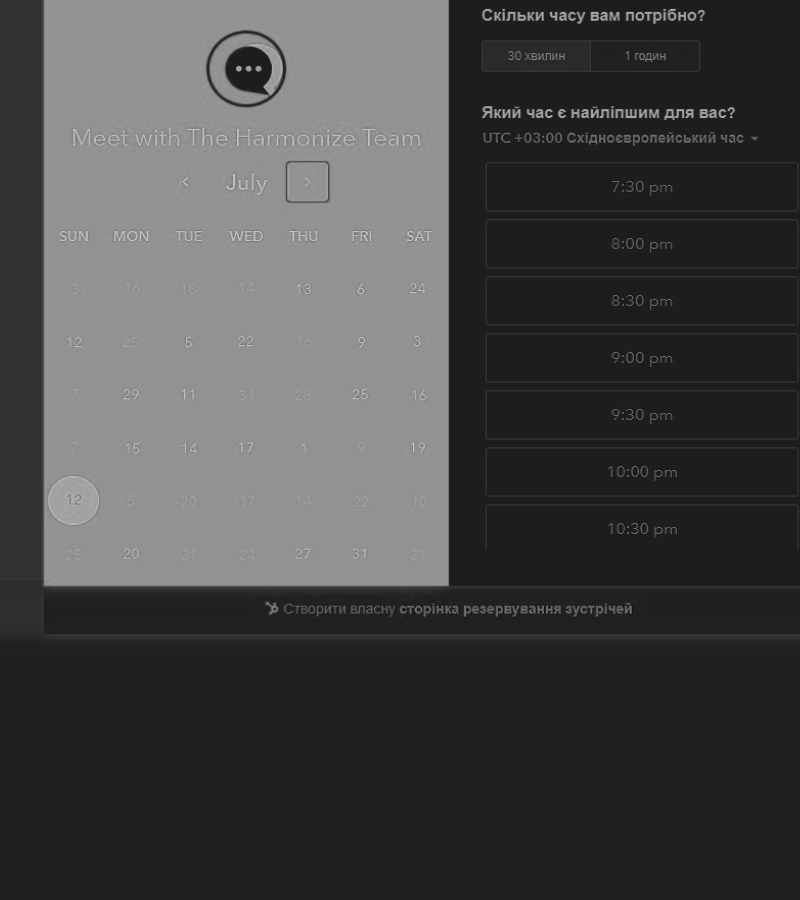 Meet with The Harmonize Team
July
SUN MON TUE WED THU FRI SAT
3 16 18 14 13 6 24
12 25 5 22 16 9 3
7 29 11 31 28 25 16
7 15 14 17 1 9 19
12 5 20 17 14 22 10
25 20 21 24 27 31 21
Скільки часу вам потрібно?
30 хвилин 1 годин
Який час є найліпшим для вас?
UTC +03:00 Східноєвропейський час
7:30 pm
8:00 pm
8:30 pm
9:00 pm
9:30 pm
10:00 pm
10:30 pm
Створити власну сторінка резервування зустрічей